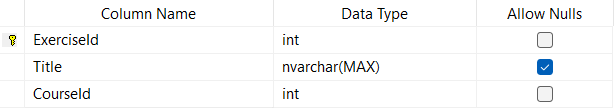 Column Name Data Type Allow Nulls
ExerciseId int
Title nvarchar(MAX)
CourseId int